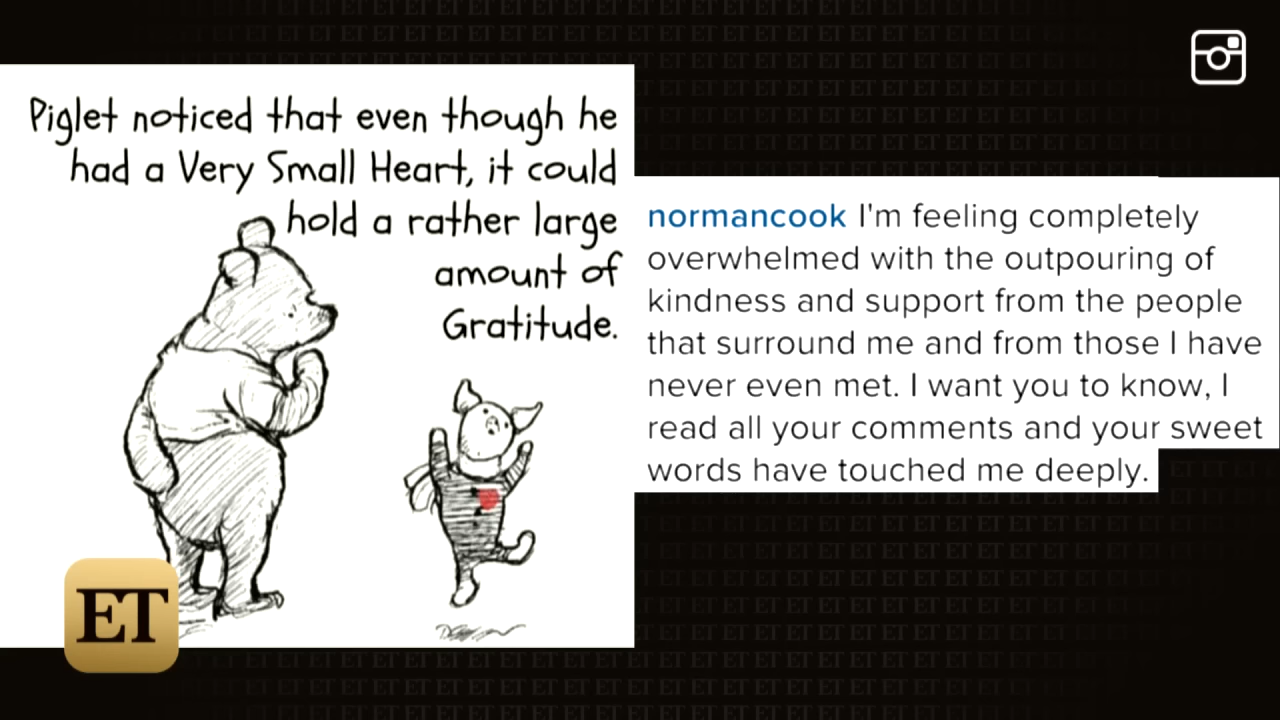 Piglet noticed that even though he
had a Very Small Heart, it could
hold a rather large
amount of
Gratitude.
normancook I'm feeling completely
overwhelmed with the outpouring of
kindness and support from the people
that surround me and from those I have
never even met. I want you to know, I
read all your comments and your sweet
words have touched me deeply.
ET